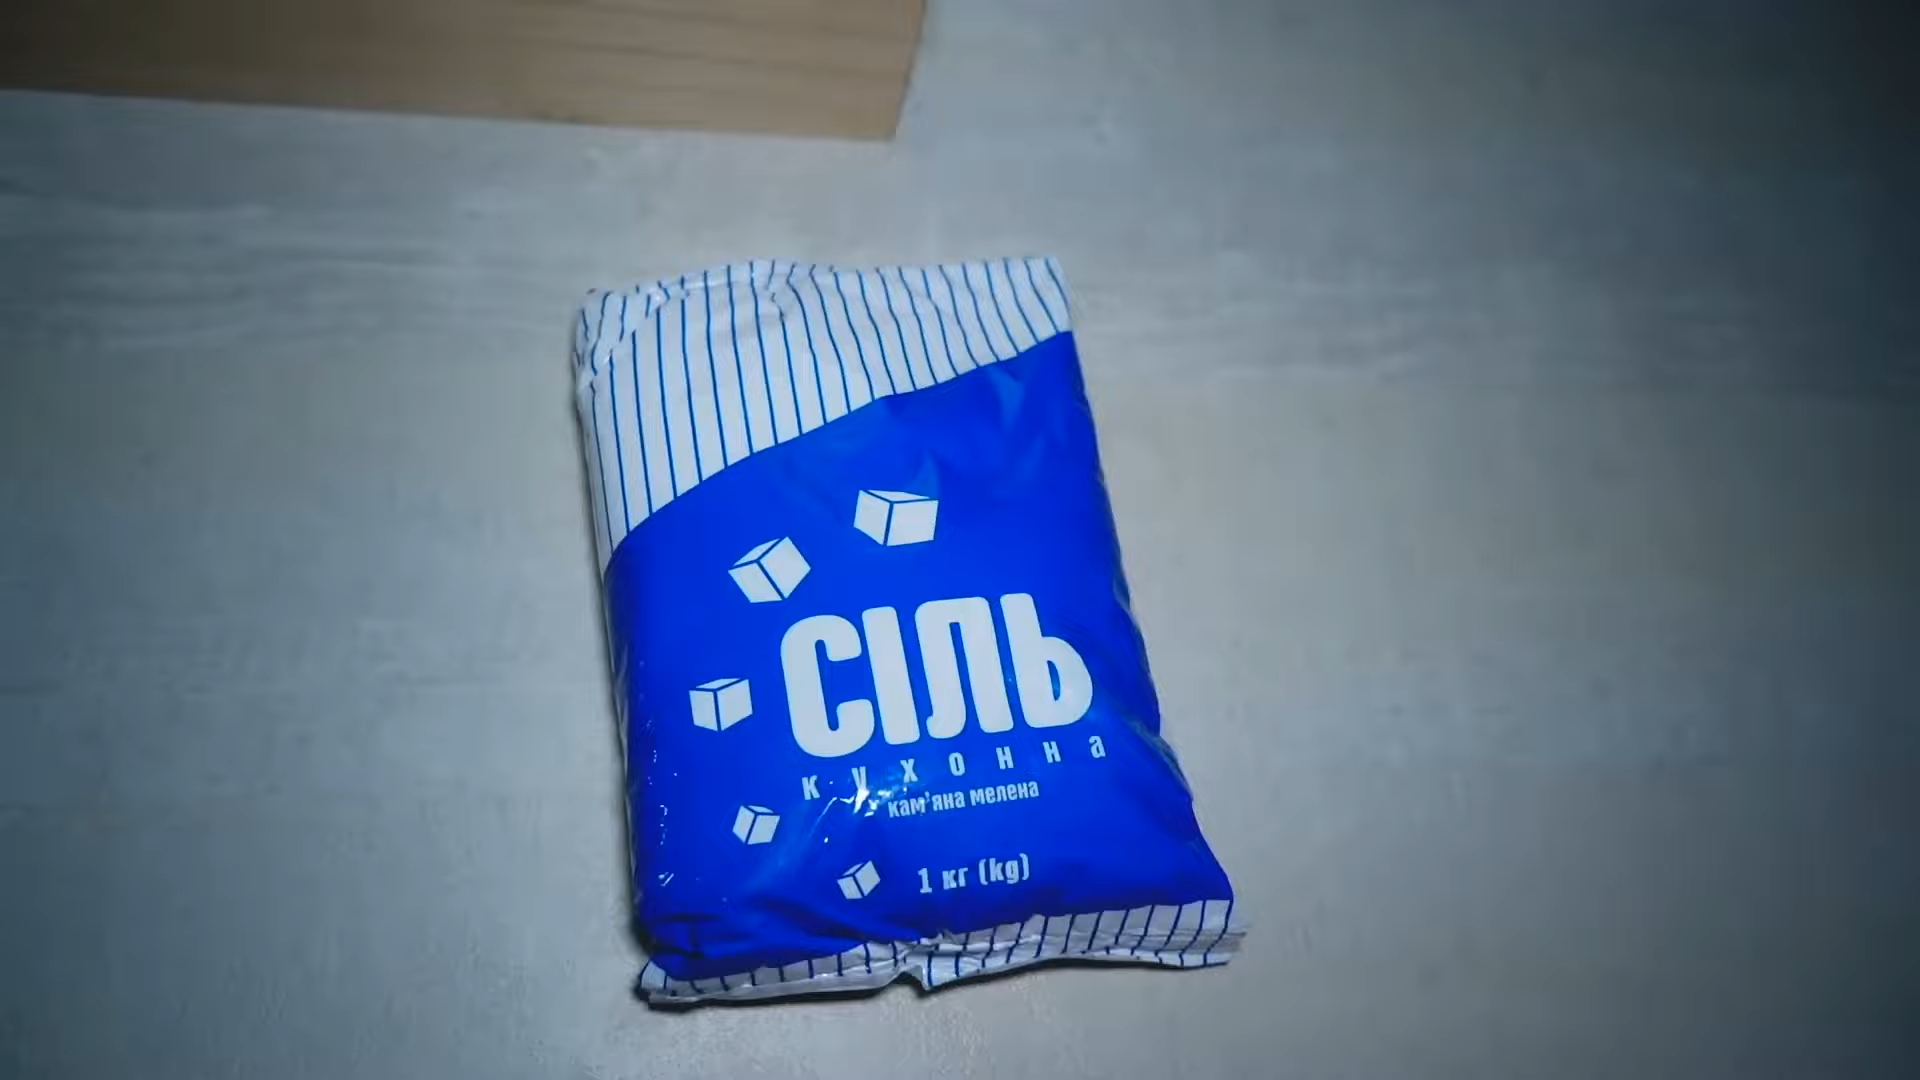 сіль
кухонна
кам'яна мелена
1 кг (kg)